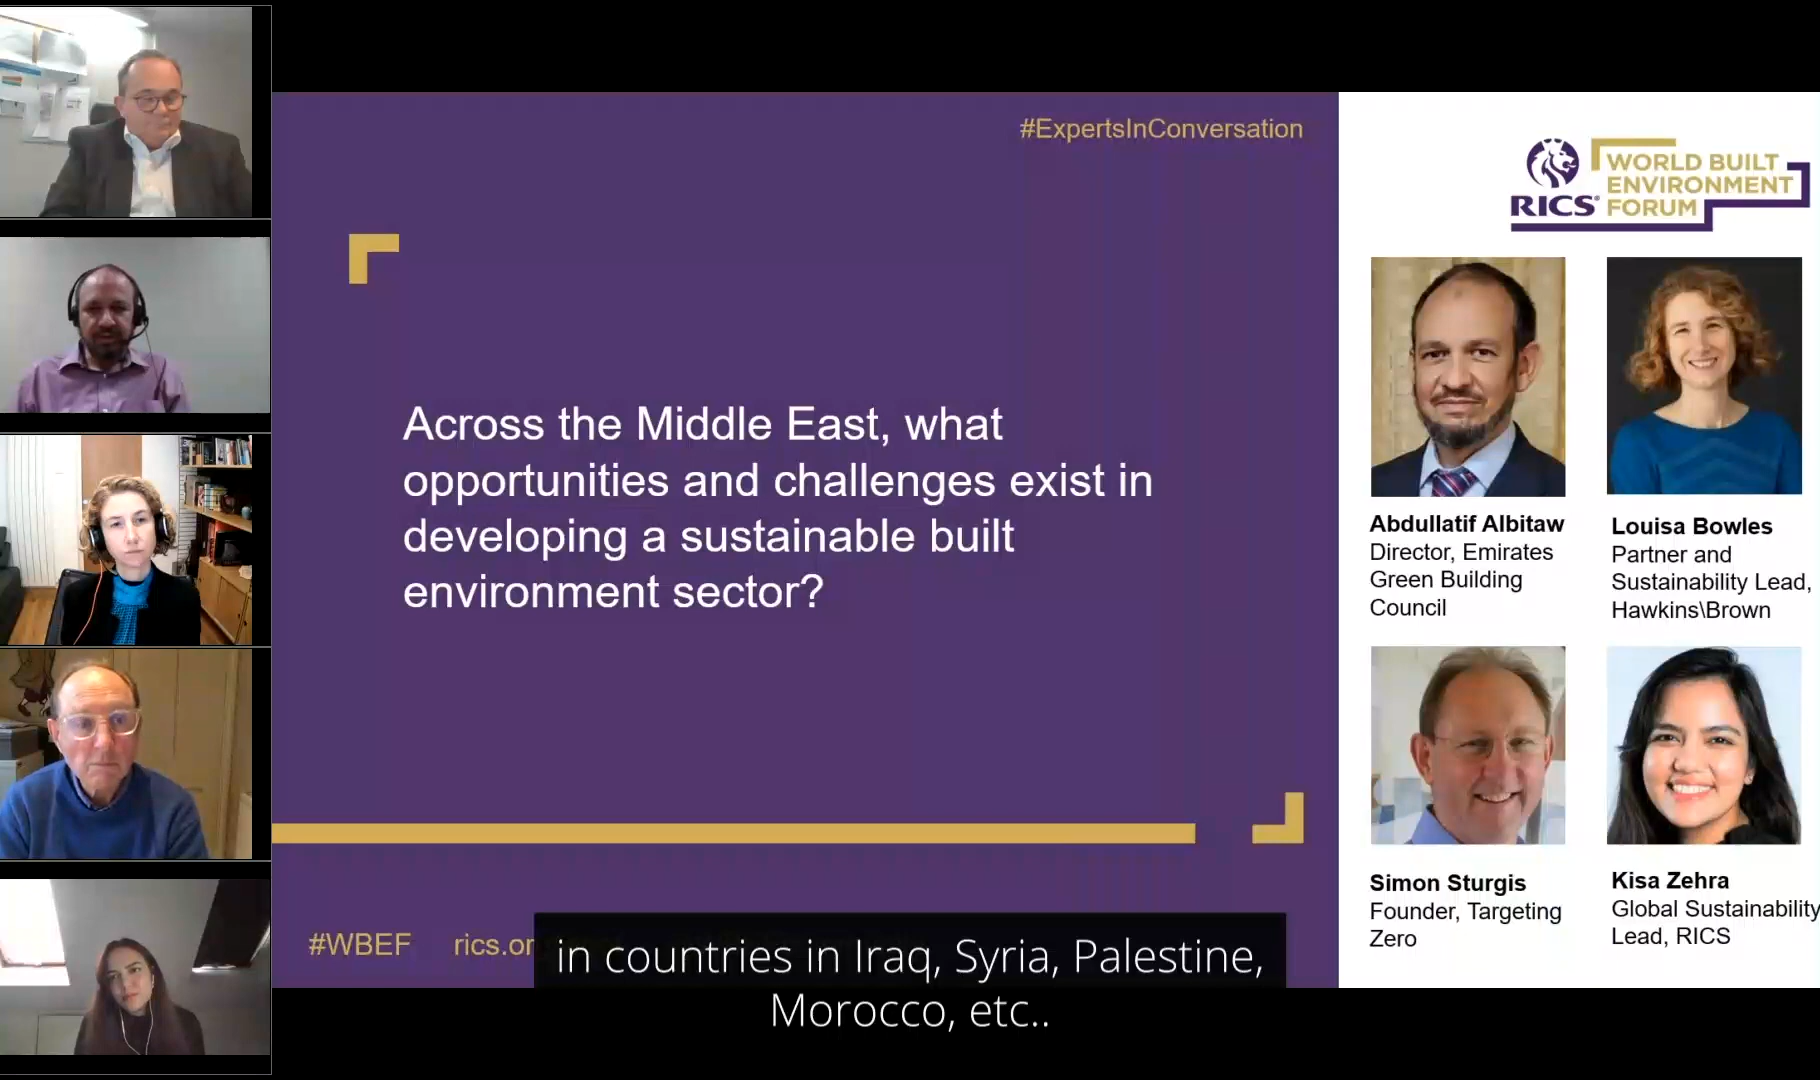 #ExpertsInConversation
Across the Middle East, what
opportunities and challenges exist in
developing a sustainable built
environment sector?
#WBEF rics.or
RICS
WORLD BUILT
ENVIRONMENT
FORUM
Abdullatif Albitaw
Director, Emirates
Green Building
Council
Louisa Bowles
Partner and
Sustainability Lead,
Hawkins\Brown
Simon Sturgis
Founder, Targeting
Zero
Kisa Zehra
Global Sustainability
Lead, RICS
in countries in Iraq, Syria, Palestine,
Morocco, etc..